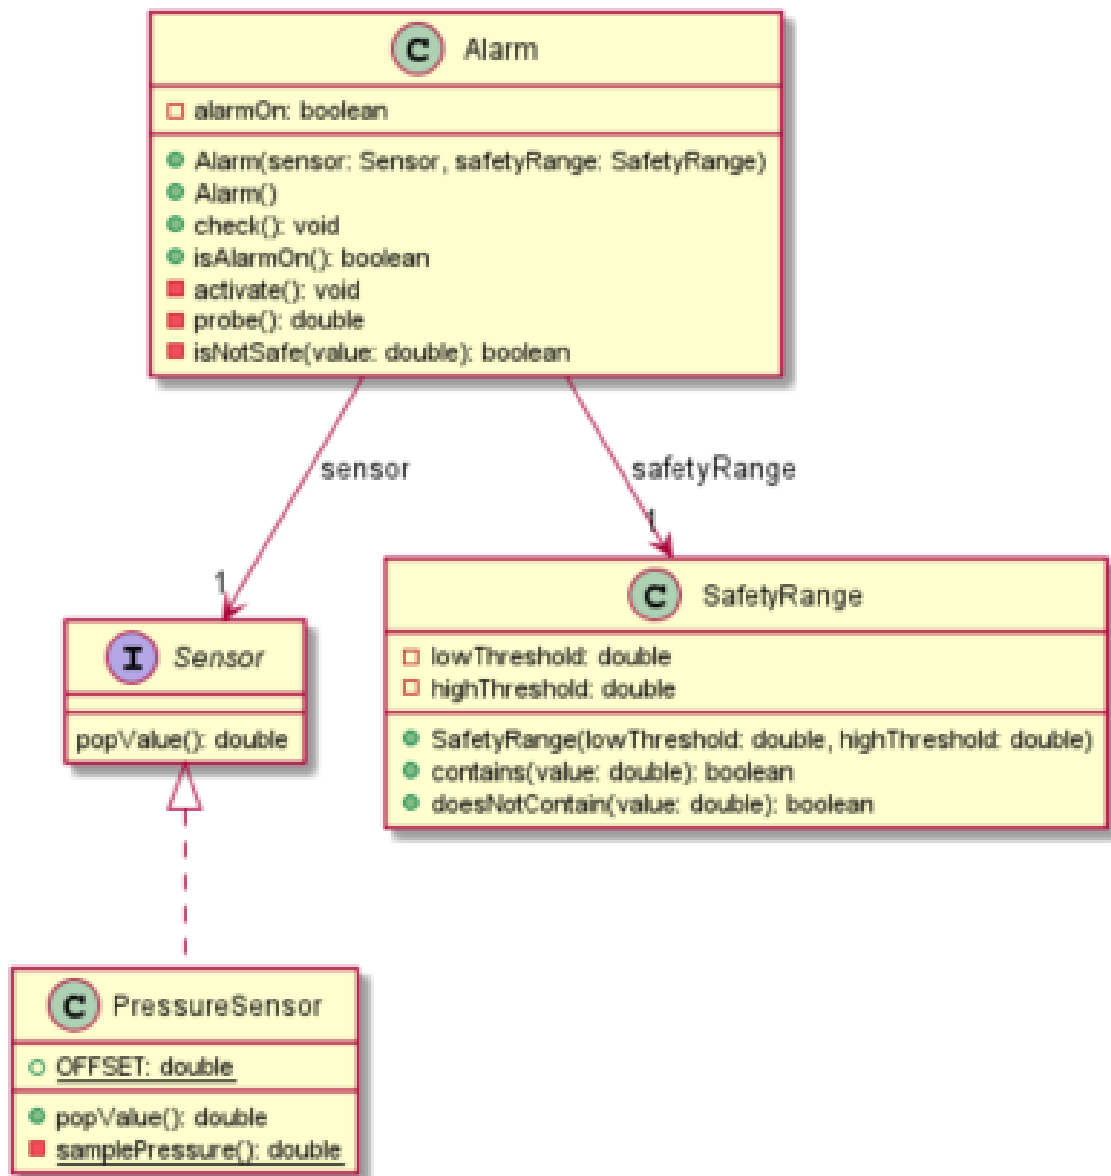 C Alarm
alarmOn: boolean
Alarm(sensor: Sensor, safetyRange: SafetyRange)
Alarm()
check(): void
isAlarmOn(): boolean
activate(): void
probe(): double
isNotSafe(value: double): boolean
sensor
safetyRange
1
1
I Sensor
popValue(): double
C SafetyRange
lowThreshold: double
highThreshold: double
SafetyRange(lowThreshold: double, highThreshold: double)
contains(value: double): boolean
doesNotContain(value: double): boolean
C PressureSensor
OFFSET: double
popValue(): double
samplePressure(): double